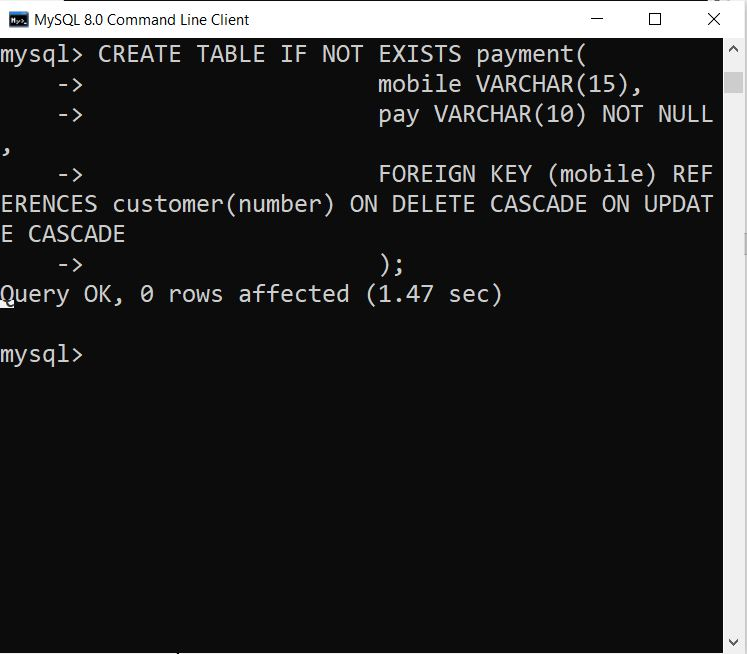 MySQL 8.0 Command Line Client
mysql> CREATE TABLE IF NOT EXISTS payment(
    ->                     mobile VARCHAR(15),
    ->                     pay VARCHAR(10) NOT NULL
,
    ->                     FOREIGN KEY (mobile) REF
ERENCES customer(number) ON DELETE CASCADE ON UPDAT
E CASCADE
    ->                     );
Query OK, 0 rows affected (1.47 sec)
mysql>